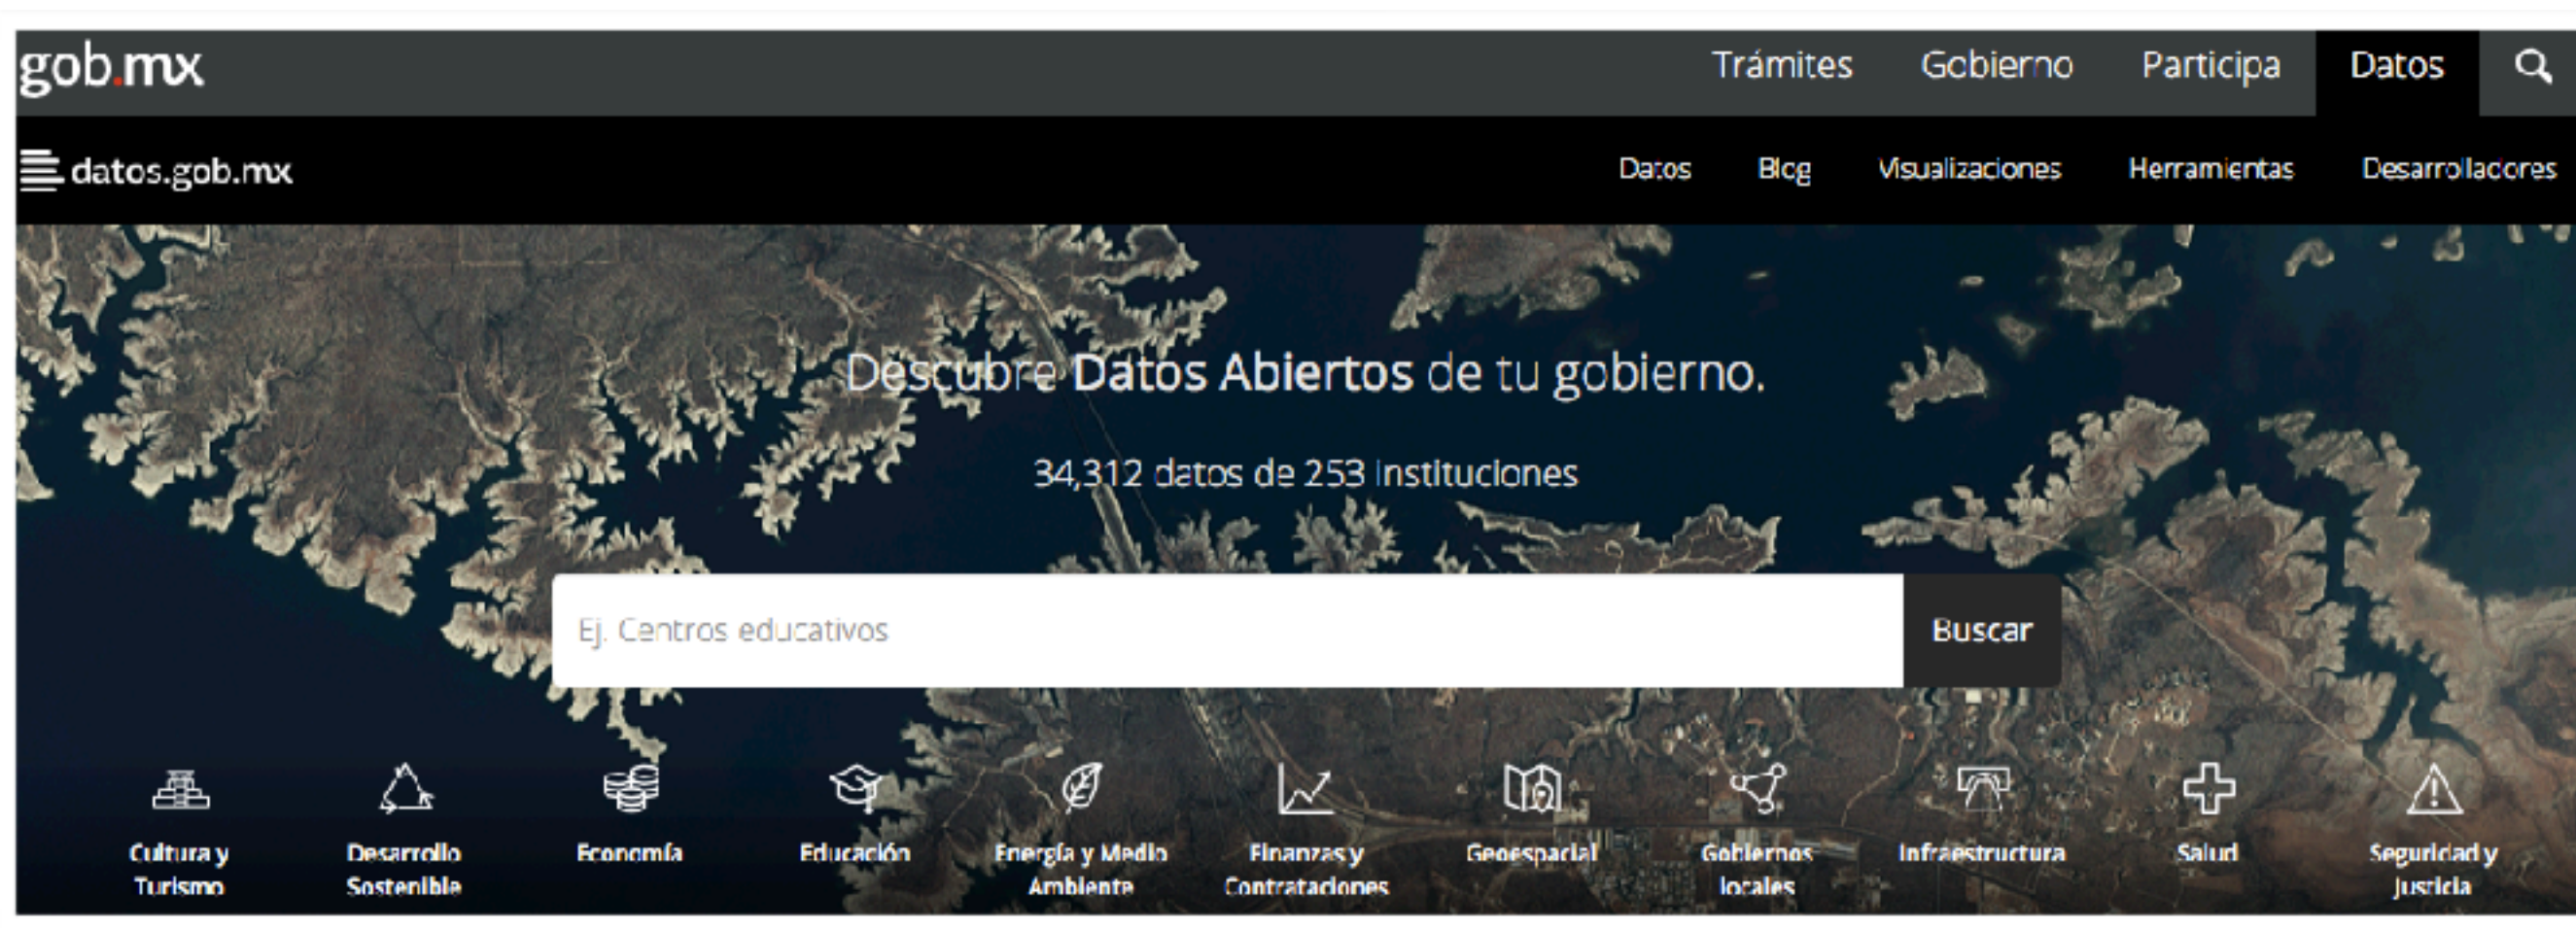 gob.mx
Trámites Gobierno Participa Datos
datos.gob.mx
Datos Blog Visualizaciones Herramientas Desarrolladores
Descubre Datos Abiertos de tu gobierno.
34,312 datos de 253 instituciones
Ej. Centros educativos
Buscar
Cultura y
Turismo
Desarrollo
Sostenible
Economía
Educación
Energía y Medio
Ambiente
Finanzas y
Contrataciones
Geoespacial
Gobiernos
locales
Infraestructura
Salud
Seguridad y
Justicia